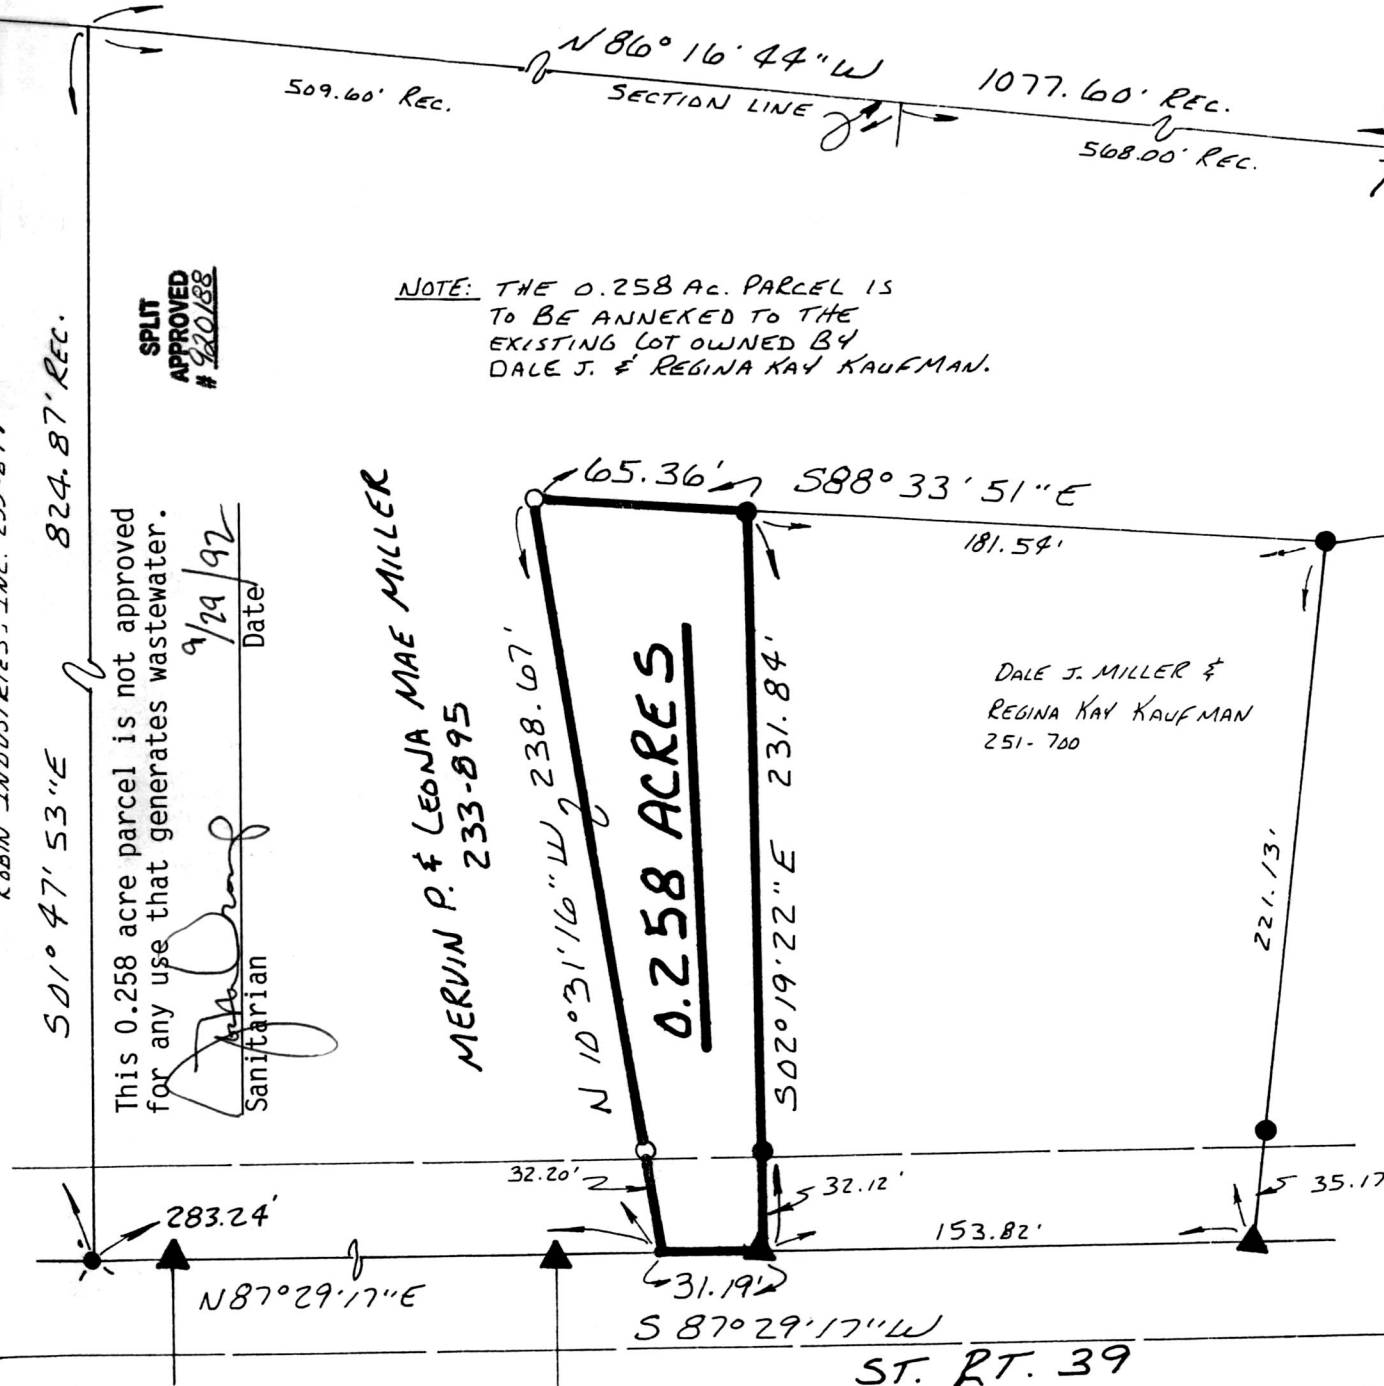 N 86° 16' 44" W
1077.60' REC.
509.60' REC.
SECTION LINE
568.00' REC.
SPLIT
APPROVED
# 920188
NOTE: THE 0.258 AC. PARCEL IS
TO BE ANNEXED TO THE
EXISTING LOT OWNED BY
DALE J. & REGINA KAY KAUFMAN.
S01° 47' 53" E 824.87' REC.
This 0.258 acre parcel is not approved
for any use that generates wastewater.
9/29/92
Sanitarian Date
MERVIN P. & LEONA MAE MILLER
233-895
65.36'
S88° 33' 51" E
181.54'
N 10° 31' 16" W 238.67'
0.258 ACRES
S02° 19' 22" E 231.84'
DALE J. MILLER &
REGINA KAY KAUFMAN
251-700
221.13'
32.20'
32.12'
35.17
283.24'
153.82'
31.19'
N87° 29' 17" E
S 87° 29' 17" W
ST. RT. 39